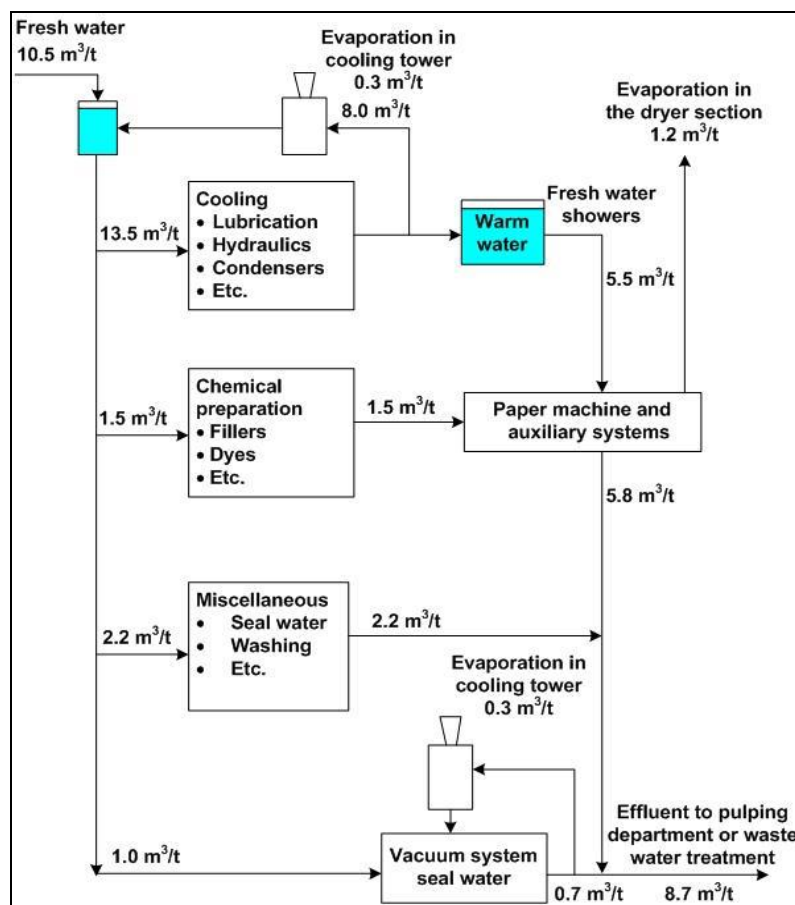 Fresh water
10.5 m³/t
Evaporation in
cooling tower
0.3 m³/t
8.0 m³/t
Evaporation in
the dryer section
1.2 m³/t
Cooling
• Lubrication
• Hydraulics
• Condensers
• Etc.
13.5 m³/t
Warm
water
Fresh water
showers
5.5 m³/t
Chemical
preparation
• Fillers
• Dyes
• Etc.
1.5 m³/t
1.5 m³/t
Paper machine and
auxiliary systems
5.8 m³/t
Miscellaneous
• Seal water
• Washing
• Etc.
2.2 m³/t
2.2 m³/t
Evaporation in
cooling tower
0.3 m³/t
1.0 m³/t
Vacuum system
seal water
0.7 m³/t
Effluent to pulping
department or waste
water treatment
8.7 m³/t